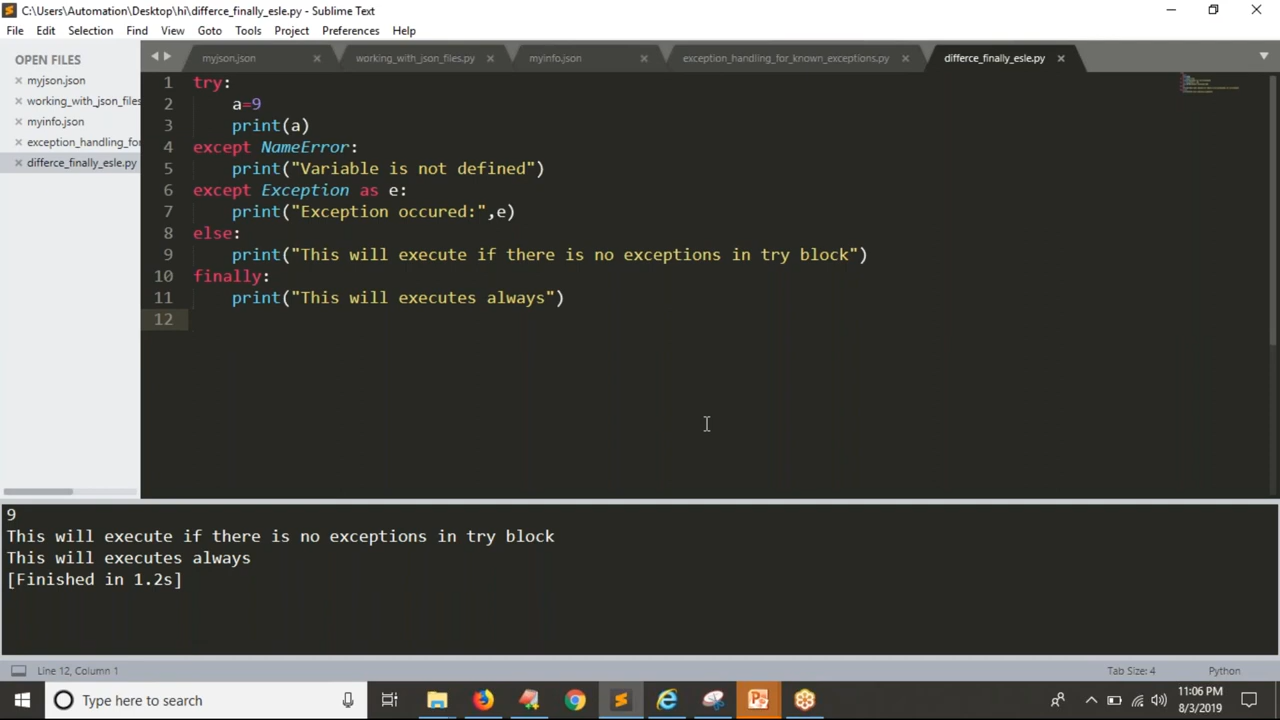 C:\Users\Automation\Desktop\hi\differce_finally_esle.py - Sublime Text
File Edit Selection Find View Goto Tools Project Preferences Help
OPEN FILES
myjson.json
working_with_json_files
myinfo.json
exception_handling_for
differce_finally_esle.py
myjson.json working_with_json_files.py myinfo.json exception_handling_for_known_exceptions.py differce_finally_esle.py
1 try:
2     a=9
3     print(a)
4 except NameError:
5     print("Variable is not defined")
6 except Exception as e:
7     print("Exception occured:",e)
8 else:
9     print("This will execute if there is no exceptions in try block")
10 finally:
11     print("This will executes always")
12
9
This will execute if there is no exceptions in try block
This will executes always
[Finished in 1.2s]
Line 12, Column 1 Tab Size: 4 Python
Type here to search
11:06 PM
8/3/2019